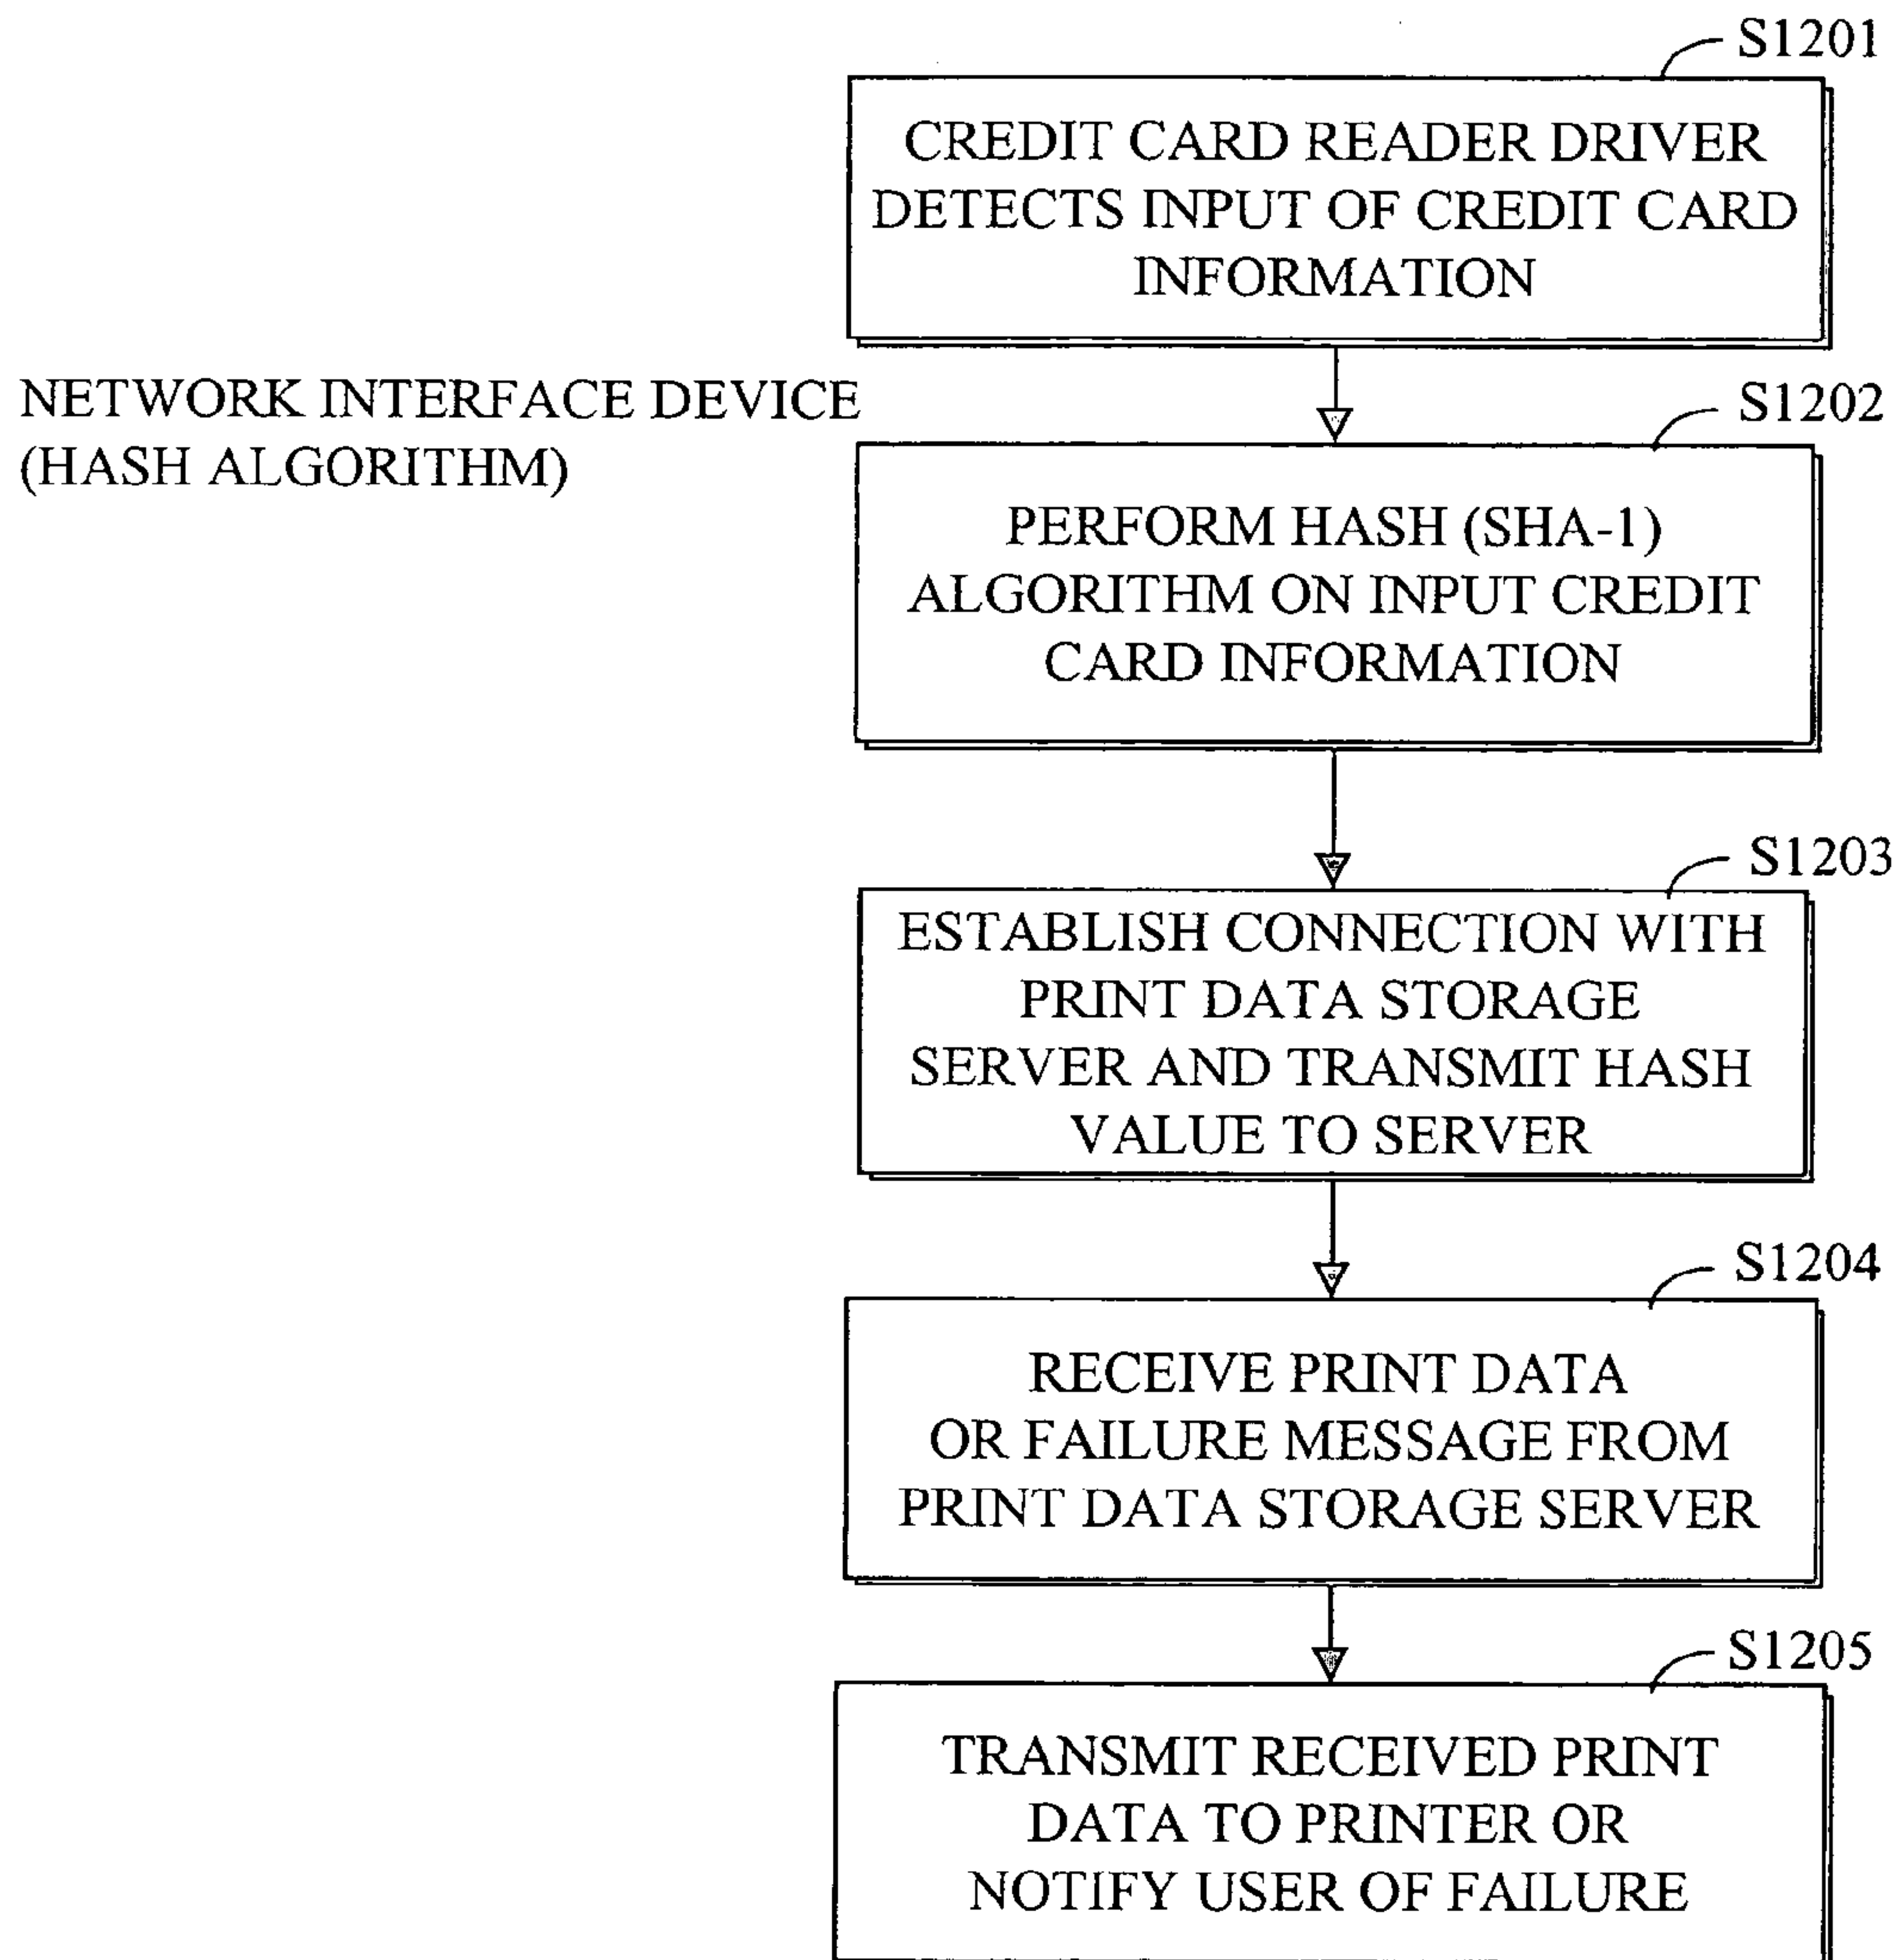 S1201
CREDIT CARD READER DRIVER
DETECTS INPUT OF CREDIT CARD
INFORMATION
NETWORK INTERFACE DEVICE
(HASH ALGORITHM)
S1202
PERFORM HASH (SHA-1)
ALGORITHM ON INPUT CREDIT
CARD INFORMATION
S1203
ESTABLISH CONNECTION WITH
PRINT DATA STORAGE
SERVER AND TRANSMIT HASH
VALUE TO SERVER
S1204
RECEIVE PRINT DATA
OR FAILURE MESSAGE FROM
PRINT DATA STORAGE SERVER
S1205
TRANSMIT RECEIVED PRINT
DATA TO PRINTER OR
NOTIFY USER OF FAILURE